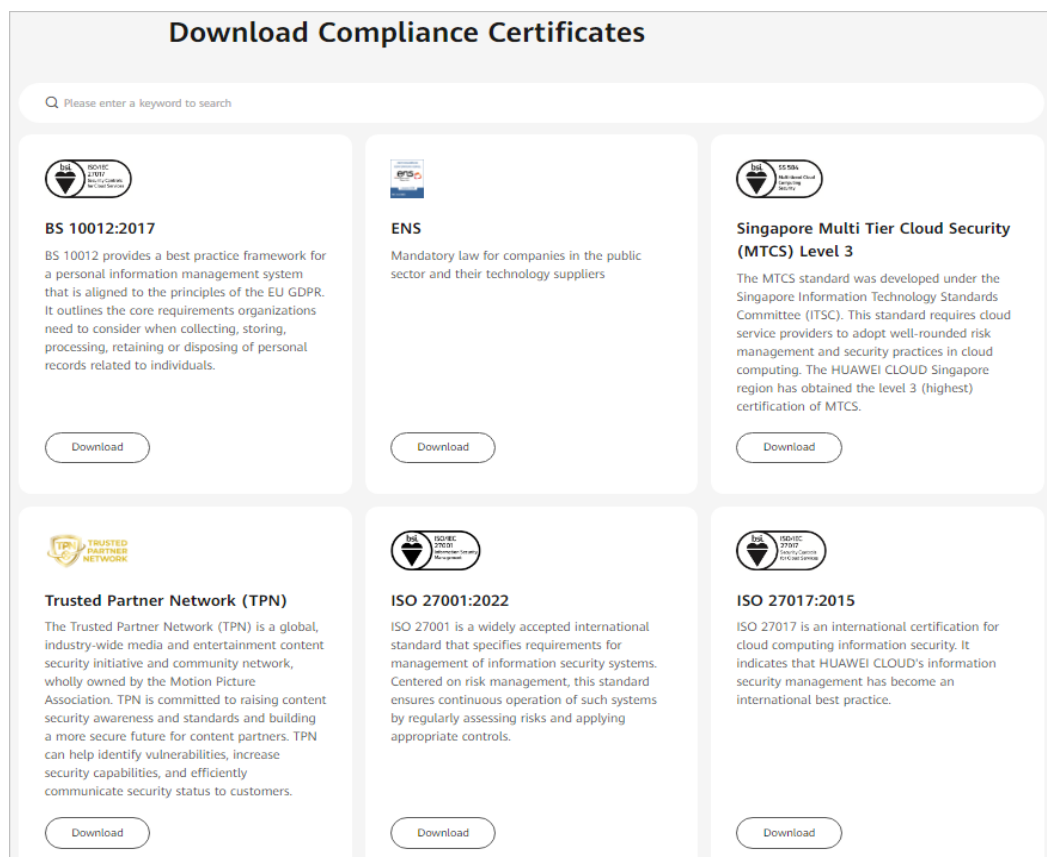 Download Compliance Certificates
Please enter a keyword to search
bsi.
ISO/IEC
27017
Security Controls
for Cloud Services
BS 10012:2017
BS 10012 provides a best practice framework for
a personal information management system
that is aligned to the principles of the EU GDPR.
It outlines the core requirements organizations
need to consider when collecting, storing,
processing, retaining or disposing of personal
records related to individuals.
Download
ens
ENS
Mandatory law for companies in the public
sector and their technology suppliers
Download
bsi.
SS 584
Multi-tiered Cloud
Computing
Security
Singapore Multi Tier Cloud Security
(MTCS) Level 3
The MTCS standard was developed under the
Singapore Information Technology Standards
Committee (ITSC). This standard requires cloud
service providers to adopt well-rounded risk
management and security practices in cloud
computing. The HUAWEI CLOUD Singapore
region has obtained the level 3 (highest)
certification of MTCS.
Download
TPN
TRUSTED
PARTNER
NETWORK
Trusted Partner Network (TPN)
The Trusted Partner Network (TPN) is a global,
industry-wide media and entertainment content
security initiative and community network,
wholly owned by the Motion Picture
Association. TPN is committed to raising content
security awareness and standards and building
a more secure future for content partners. TPN
can help identify vulnerabilities, increase
security capabilities, and efficiently
communicate security status to customers.
Download
bsi.
ISO/IEC
27001
Information Security
Management
ISO 27001:2022
ISO 27001 is a widely accepted international
standard that specifies requirements for
management of information security systems.
Centered on risk management, this standard
ensures continuous operation of such systems
by regularly assessing risks and applying
appropriate controls.
Download
bsi.
ISO/IEC
27017
Security Controls
for Cloud Services
ISO 27017:2015
ISO 27017 is an international certification for
cloud computing information security. It
indicates that HUAWEI CLOUD's information
security management has become an
international best practice.
Download